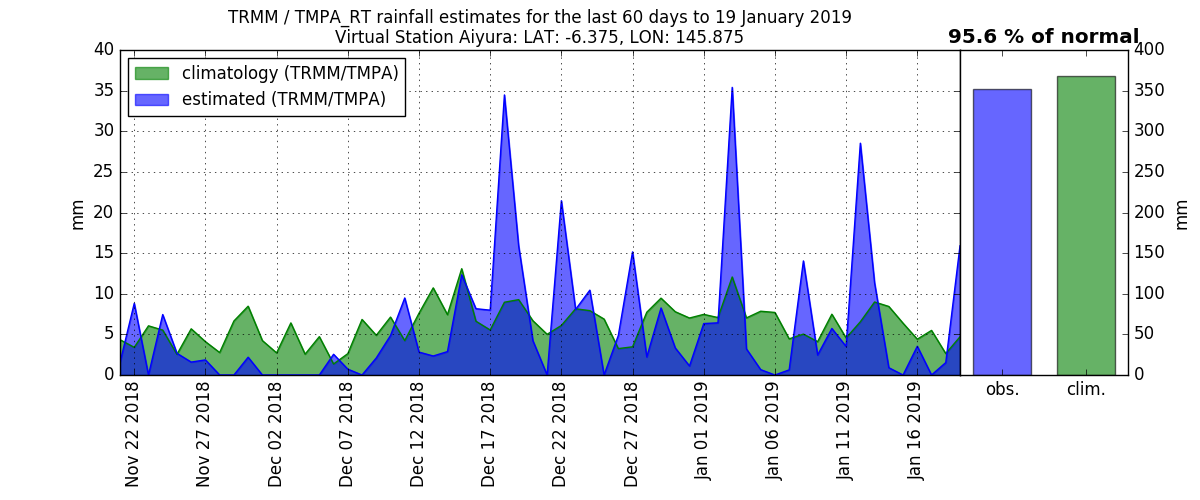 TRMM / TMPA_RT rainfall estimates for the last 60 days to 19 January 2019
Virtual Station Aiyura: LAT: -6.375, LON: 145.875
95.6 % of normal
climatology (TRMM/TMPA)
estimated (TRMM/TMPA)
mm
40
35
30
25
20
15
10
5
0
400
350
300
250
200
150
100
50
0
mm
Nov 22 2018
Nov 27 2018
Dec 02 2018
Dec 07 2018
Dec 12 2018
Dec 17 2018
Dec 22 2018
Dec 27 2018
Jan 01 2019
Jan 06 2019
Jan 11 2019
Jan 16 2019
obs.
clim.